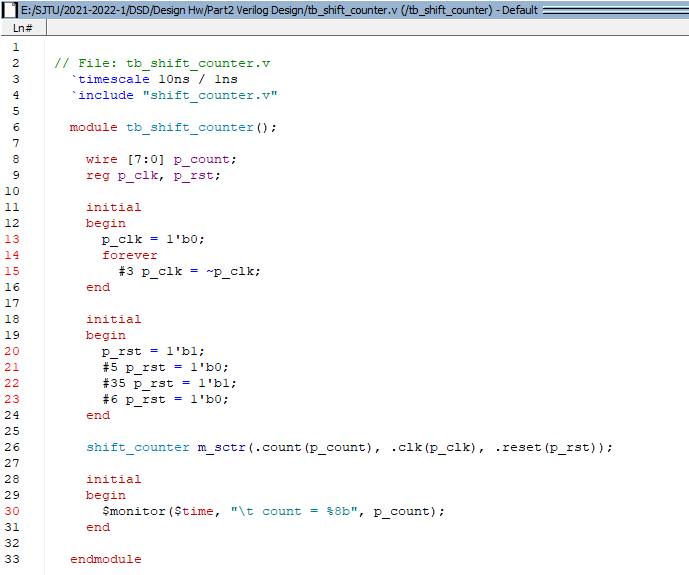 E:/SJTU/2021-2022-1/DSD/Design Hw/Part2 Verilog Design/tb_shift_counter.v (/tb_shift_counter) - Default
Ln#
1
2 // File: tb_shift_counter.v
3 `timescale 10ns / 1ns
4 `include "shift_counter.v"
5
6 module tb_shift_counter();
7
8 wire [7:0] p_count;
9 reg p_clk, p_rst;
10
11 initial
12 begin
13 p_clk = 1'b0;
14 forever
15 #3 p_clk = ~p_clk;
16 end
17
18 initial
19 begin
20 p_rst = 1'b1;
21 #5 p_rst = 1'b0;
22 #35 p_rst = 1'b1;
23 #6 p_rst = 1'b0;
24 end
25
26 shift_counter m_sctr(.count(p_count), .clk(p_clk), .reset(p_rst));
27
28 initial
29 begin
30 $monitor($time, "\t count = %8b", p_count);
31 end
32
33 endmodule